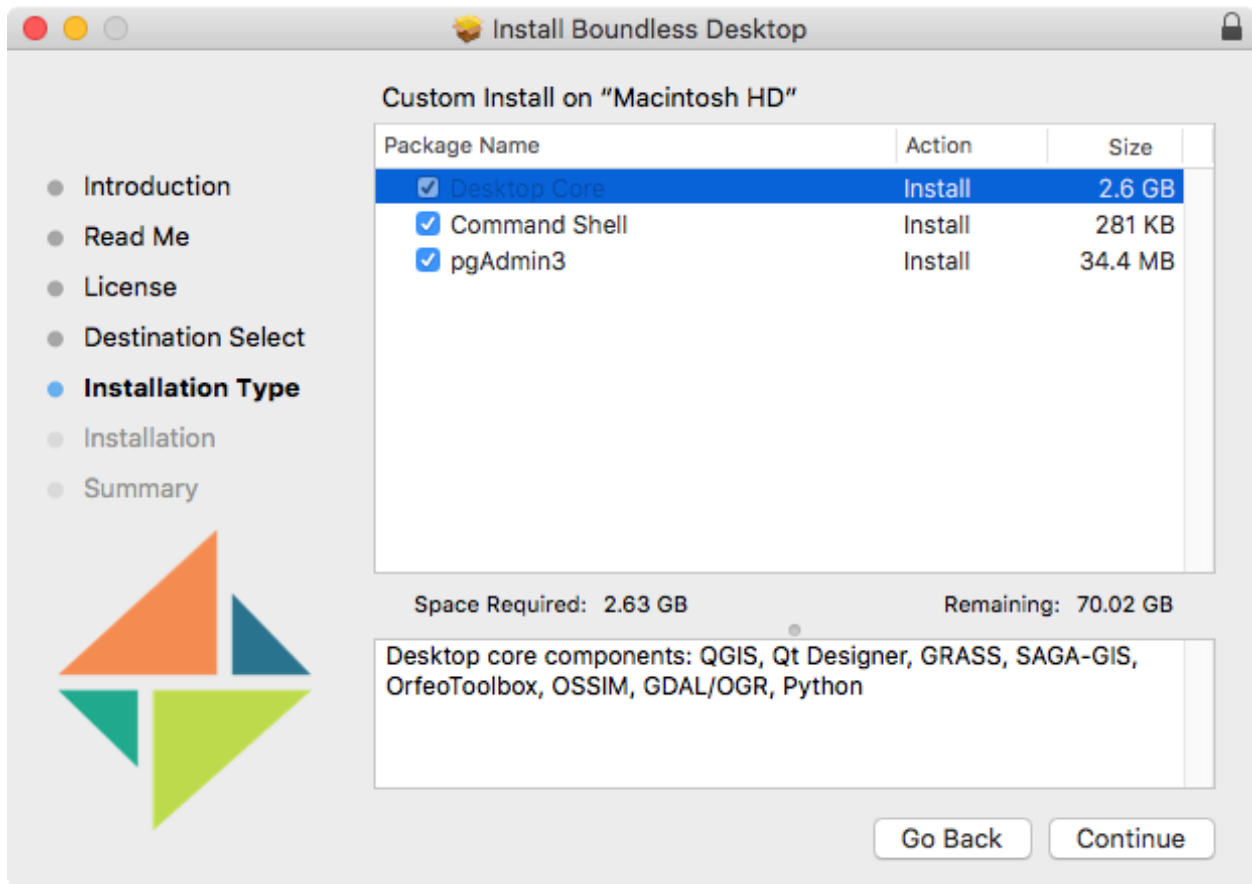 Install Boundless Desktop
Custom Install on “Macintosh HD”
Package Name Action Size
Desktop Core Install 2.6 GB
Command Shell Install 281 KB
pgAdmin3 Install 34.4 MB
Introduction
Read Me
License
Destination Select
Installation Type
Installation
Summary
Space Required: 2.63 GB Remaining: 70.02 GB
Desktop core components: QGIS, Qt Designer, GRASS, SAGA-GIS,
OrfeoToolbox, OSSIM, GDAL/OGR, Python
Go Back Continue